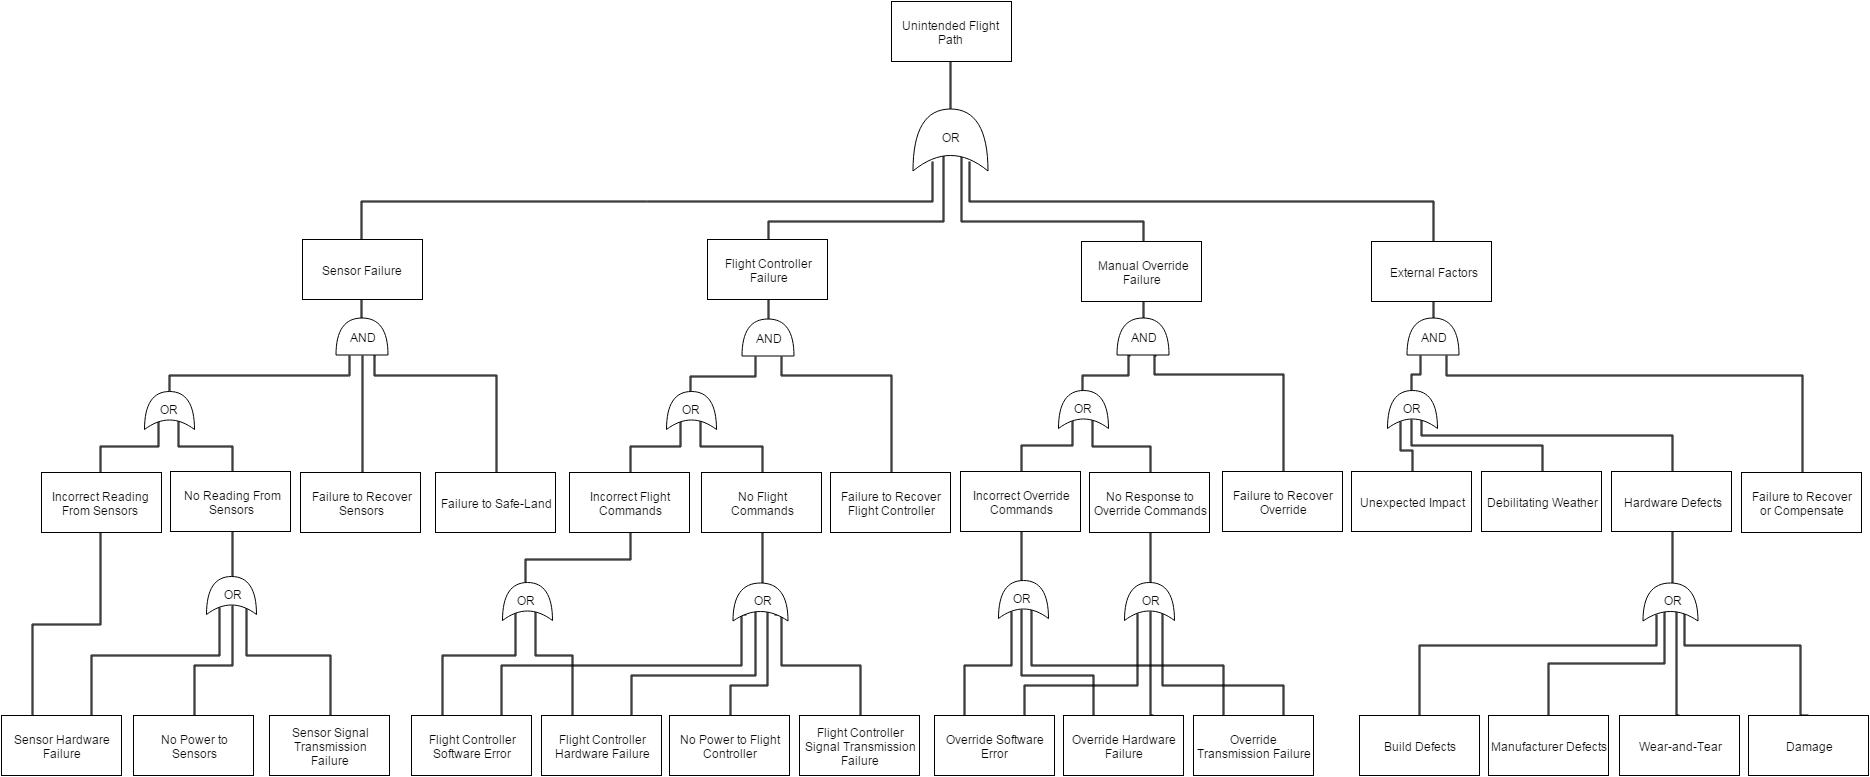 Unintended Flight
Path
OR
Sensor Failure
Flight Controller
Failure
Manual Override
Failure
External Factors
AND
AND
AND
AND
OR
OR
OR
OR
Incorrect Reading
From Sensors
No Reading From
Sensors
Failure to Recover
Sensors
Failure to Safe-Land
Incorrect Flight
Commands
No Flight
Commands
Failure to Recover
Flight Controller
Incorrect Override
Commands
No Response to
Override Commands
Failure to Recover
Override
Unexpected Impact
Debilitating Weather
Hardware Defects
Failure to Recover
or Compensate
OR
OR
OR
OR
OR
OR
Sensor Hardware
Failure
No Power to
Sensors
Sensor Signal
Transmission
Failure
Flight Controller
Software Error
Flight Controller
Hardware Failure
No Power to Flight
Controller
Flight Controller
Signal Transmission
Failure
Override Software
Error
Override Hardware
Failure
Override
Transmission Failure
Build Defects
Manufacturer Defects
Wear-and-Tear
Damage